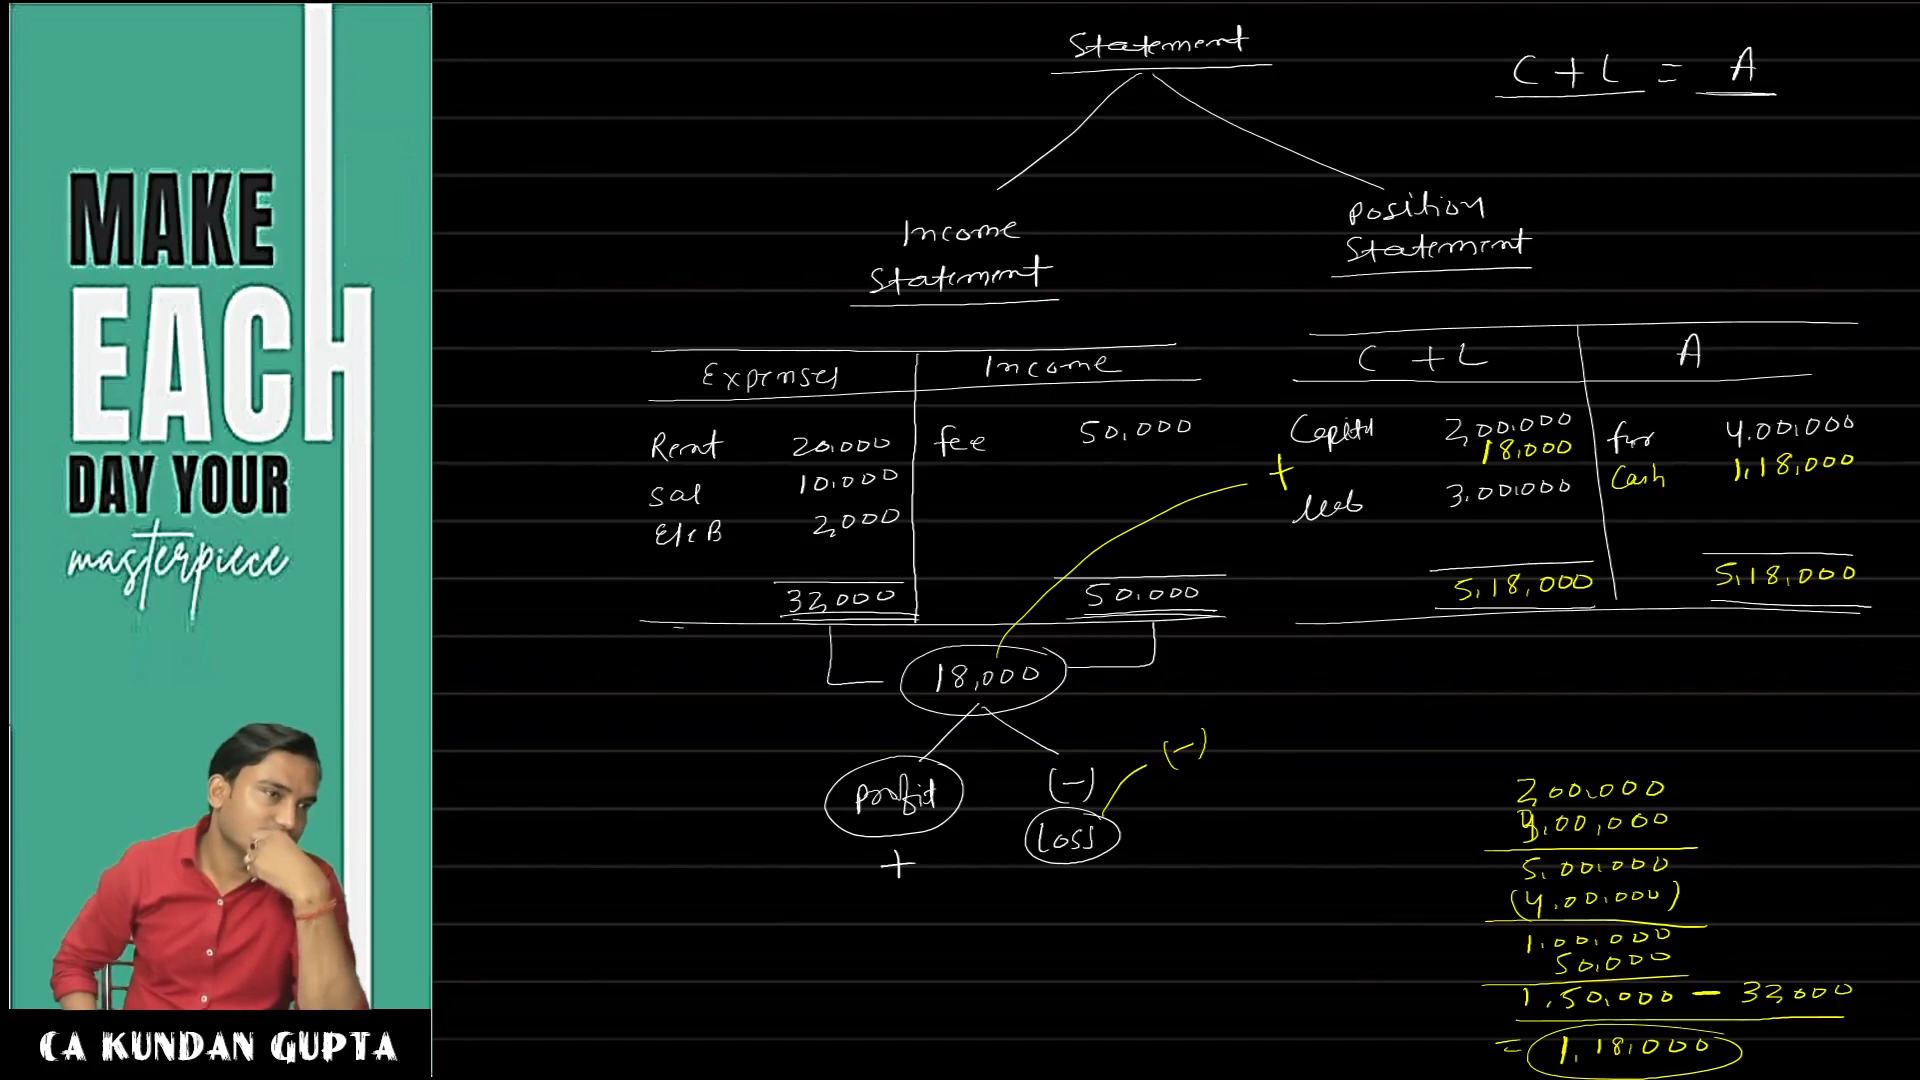 MAKE
EACH
DAY YOUR
masterpiece
CA KUNDAN GUPTA
Statement
C + L = A
Income
Statement
Position
Statement
Expenses Income
Rent 20,000 fee 50,000
Sal 10,000
Ele B 2,000
32,000 50,000
18,000
Profit
+
(-)
Loss
(-)
C + L A
Capital 2,00,000 fur 4,00,000
+ 18,000 Cash 1,18,000
3,00,000
5,18,000 5,18,000
2,00,000
3,00,000
5,00,000
(4,00,000)
1,00,000
50,000
1,50,000 - 32,000
= 1,18,000